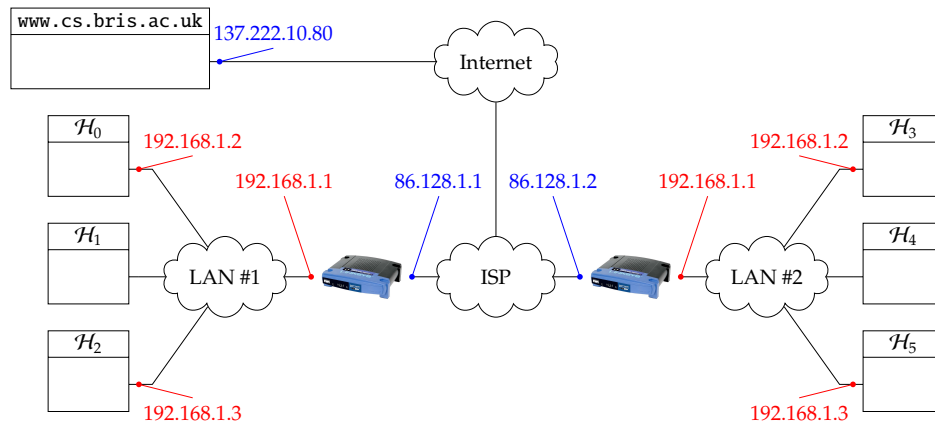 www.cs.bris.ac.uk
137.222.10.80
Internet
H0
192.168.1.2
192.168.1.2
H3
192.168.1.1
86.128.1.1
86.128.1.2
192.168.1.1
H1
H4
LAN #1
ISP
LAN #2
H2
H5
192.168.1.3
192.168.1.3